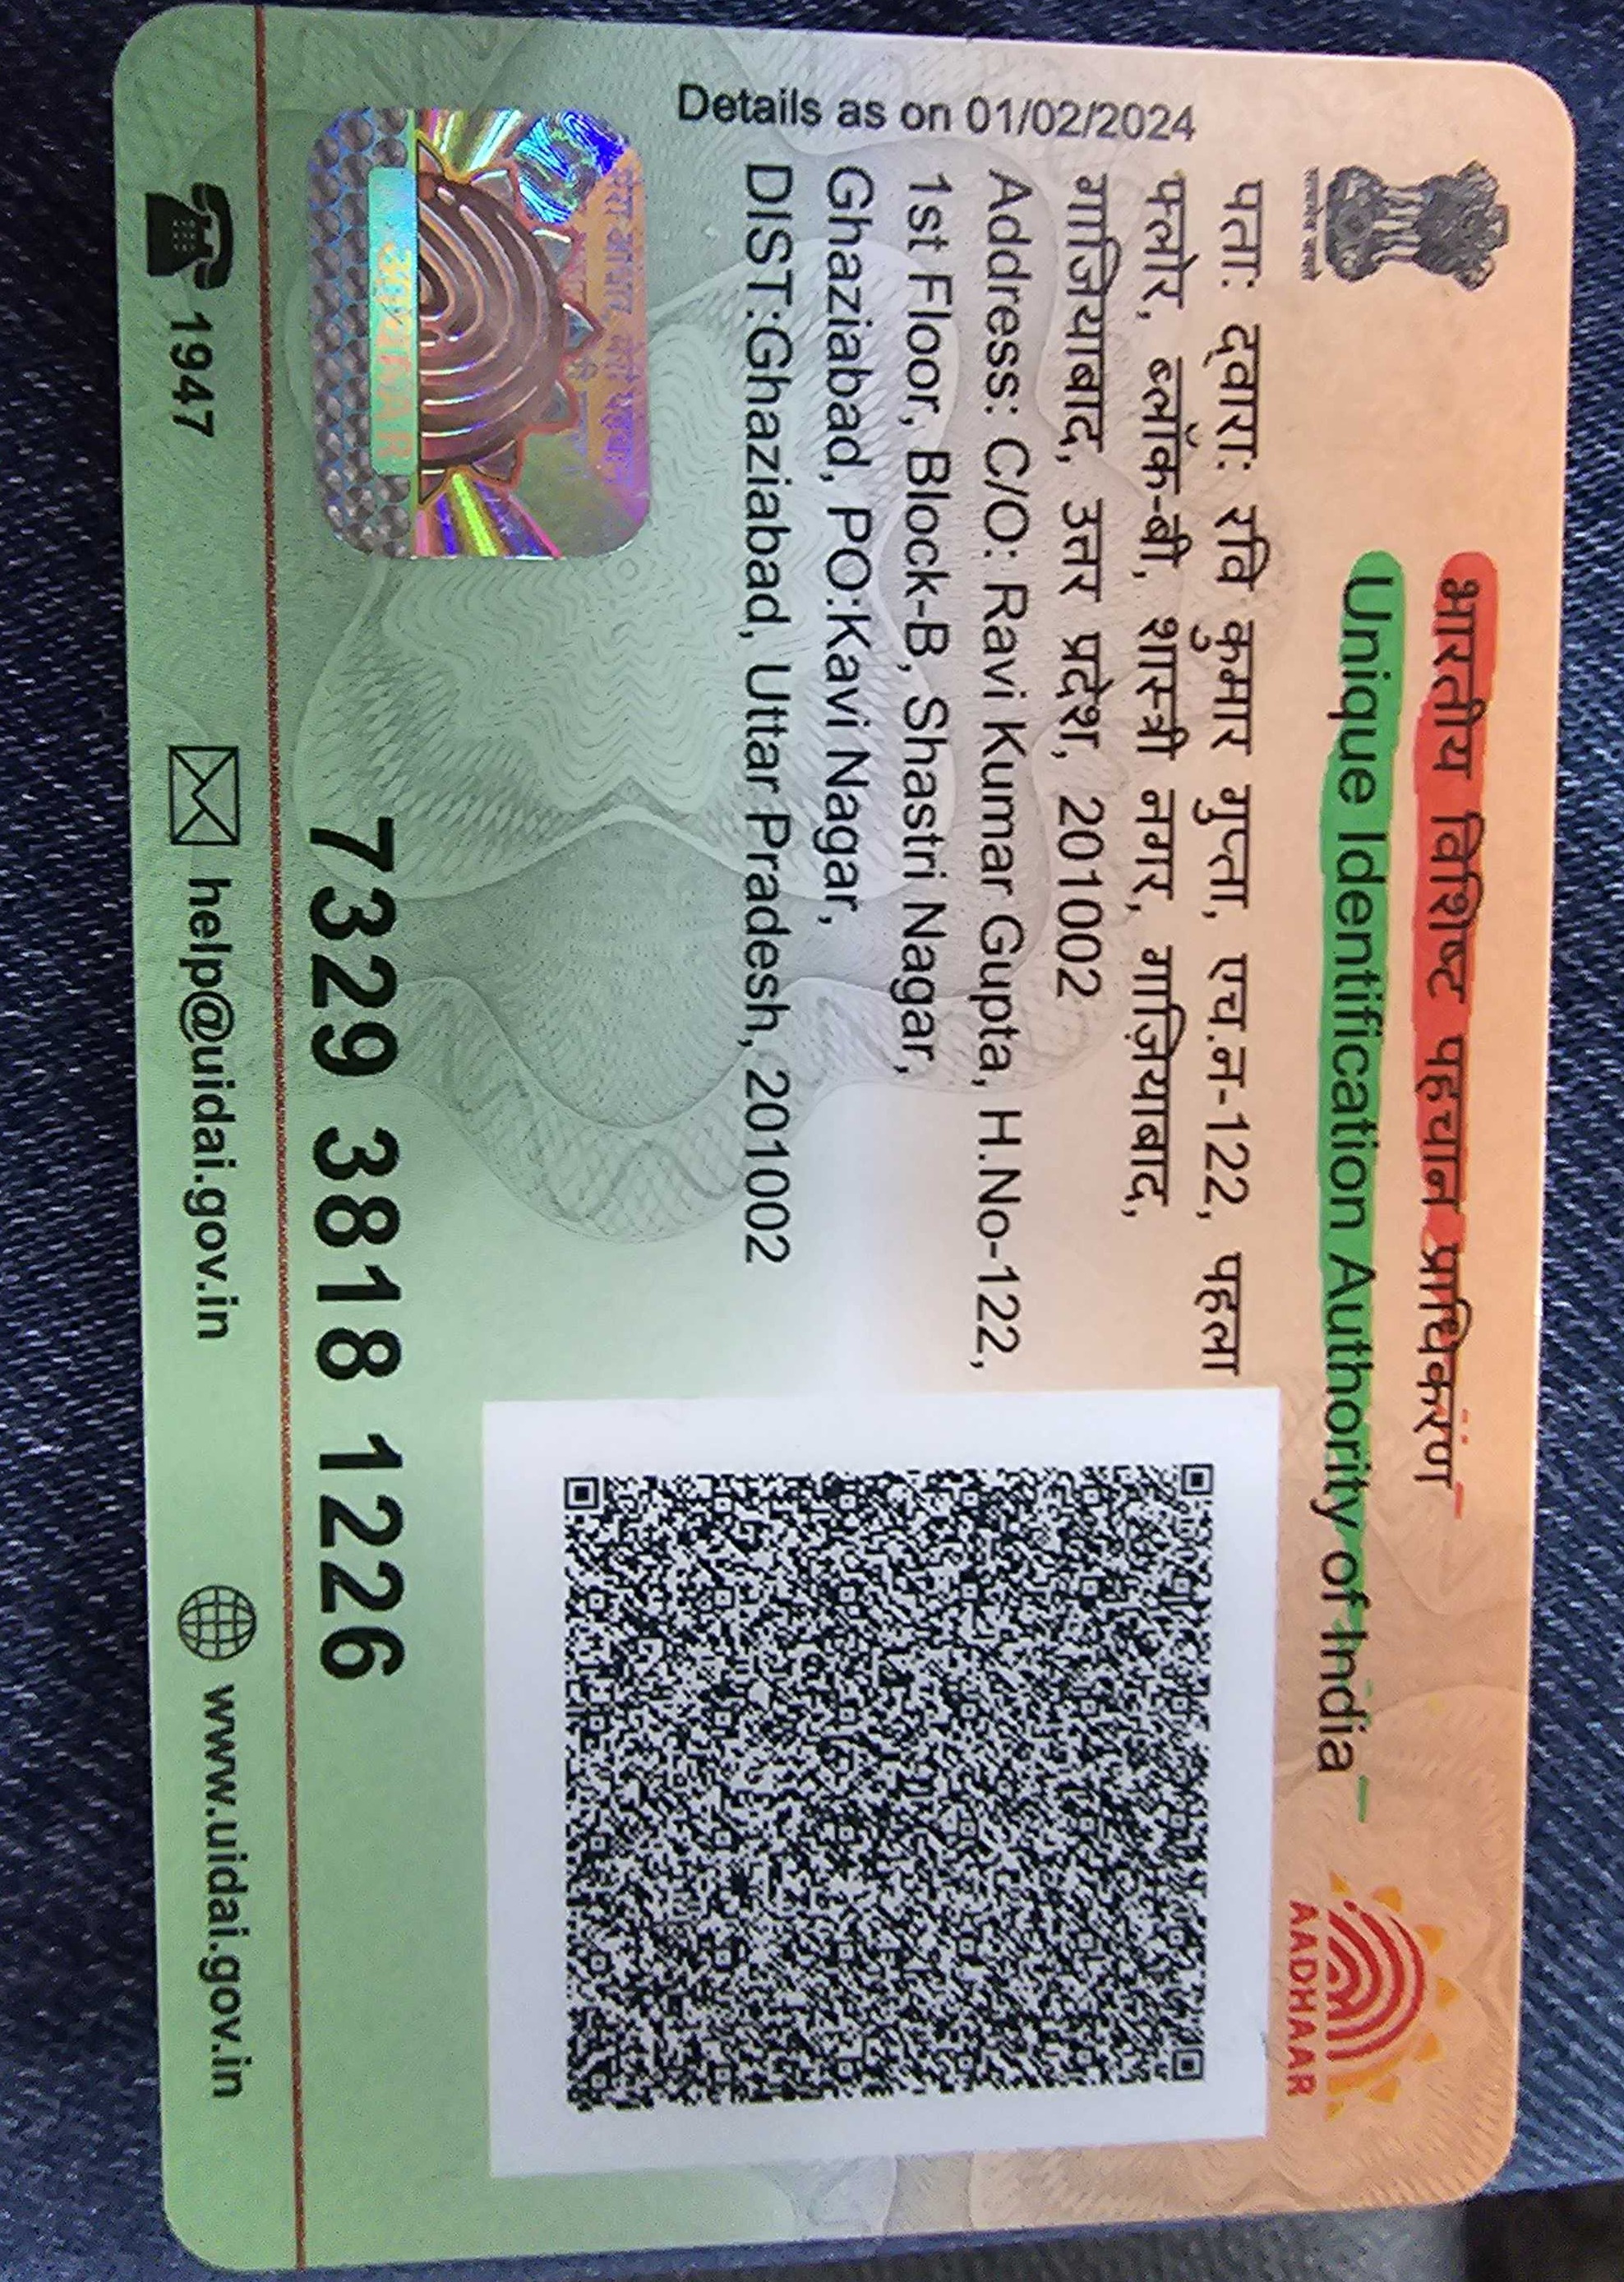 भारतीय विशिष्ट पहचान प्राधिकरण
Unique Identification Authority of India
AADHAAR
सत्यमेव जयते
Details as on 01/02/2024
पता: द्वारा: रवि कुमार गुप्ता, एच.न-122, पहला
फ्लोर, ब्लॉक-बी, शास्त्री नगर, गाज़ियाबाद,
गाजियाबाद, उत्तर प्रदेश, 201002
Address: C/O: Ravi Kumar Gupta, H.No-122,
1st Floor, Block-B, Shastri Nagar,
Ghaziabad, PO:Kavi Nagar,
DIST:Ghaziabad, Uttar Pradesh, 201002
7329 3818 1226
1947
help@uidai.gov.in
www.uidai.gov.in